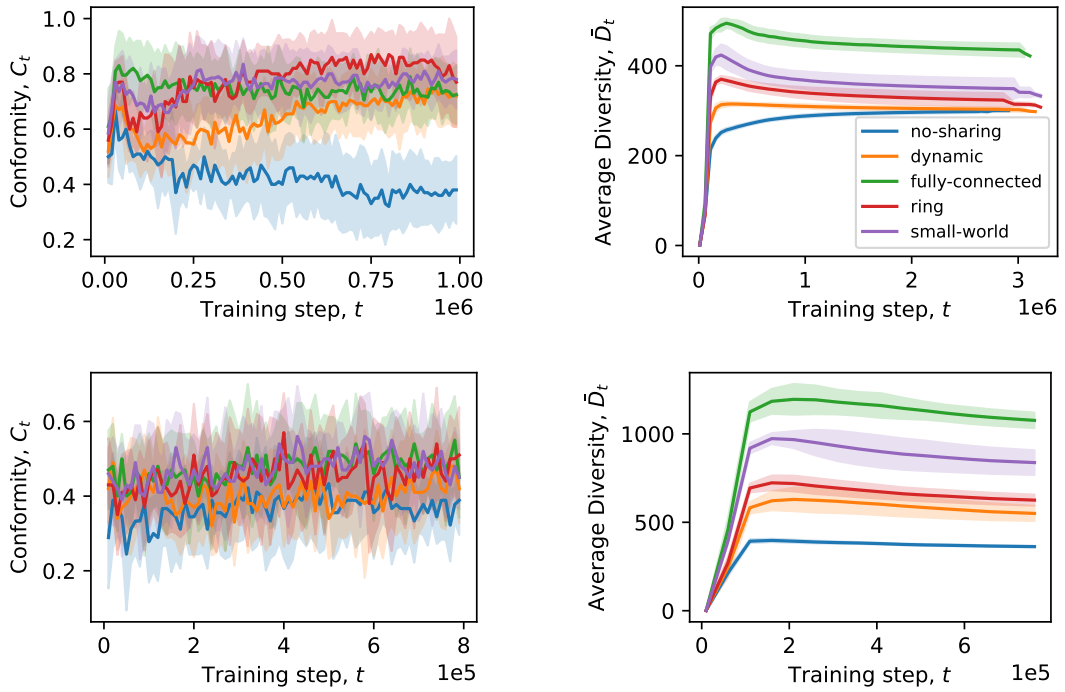 Conformity, C_t
1.0
0.8
0.6
0.4
0.2
0.00 0.25 0.50 0.75 1.00
1e6
Training step, t
Average Diversity, D̄_t
400
200
0
0 1 2 3
1e6
Training step, t
no-sharing
dynamic
fully-connected
ring
small-world
Conformity, C_t
0.6
0.4
0.2
0 2 4 6 8
1e5
Training step, t
Average Diversity, D̄_t
1000
500
0
0 2 4 6
1e5
Training step, t